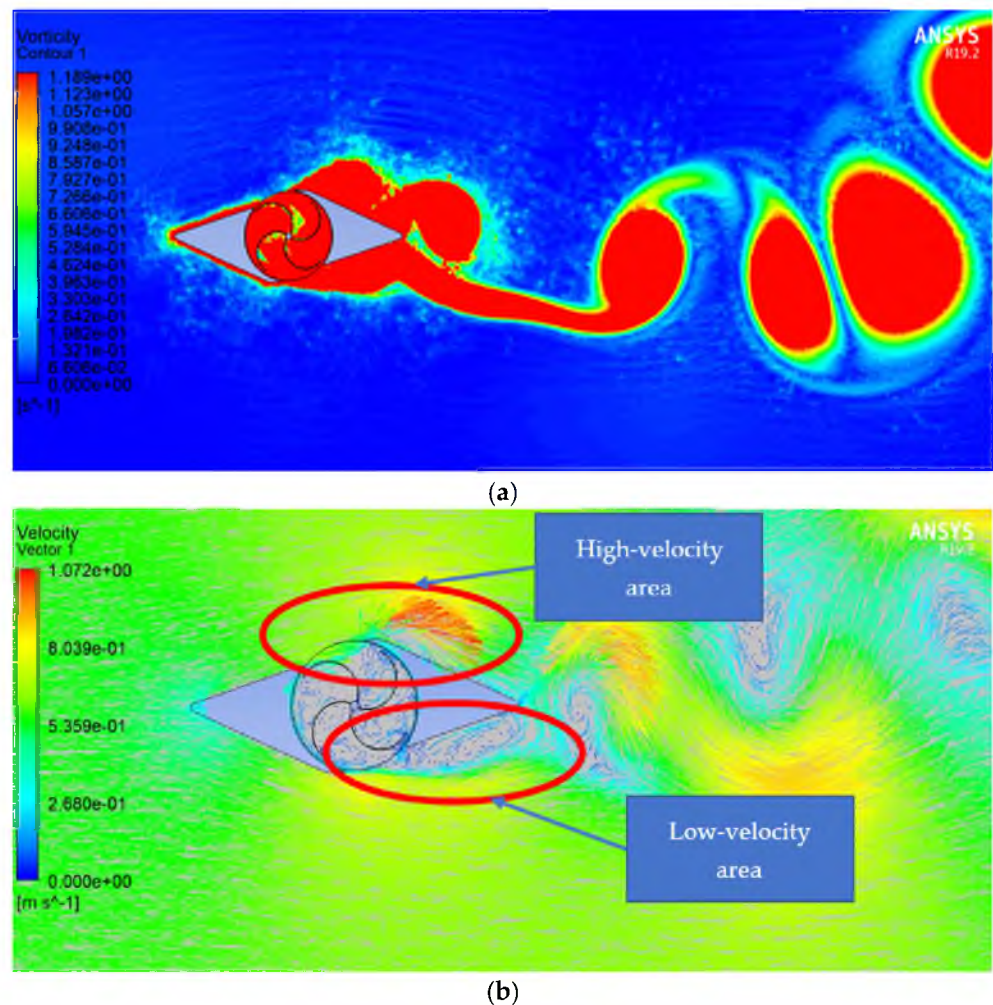 Vorticity
Contour 1
ANSYS
R19.2
1.189e+00
1.123e+00
1.057e+00
9.908e-01
9.248e-01
8.587e-01
7.927e-01
7.266e-01
6.606e-01
5.945e-01
5.284e-01
4.624e-01
3.963e-01
3.303e-01
2.642e-01
1.982e-01
1.321e-01
6.606e-02
0.000e+00
[s^-1]
(a)
Velocity
Vector 1
ANSYS
R19.2
1.072e+00
8.039e-01
5.359e-01
2.680e-01
0.000e+00
[m s^-1]
High-velocity
area
Low-velocity
area
(b)